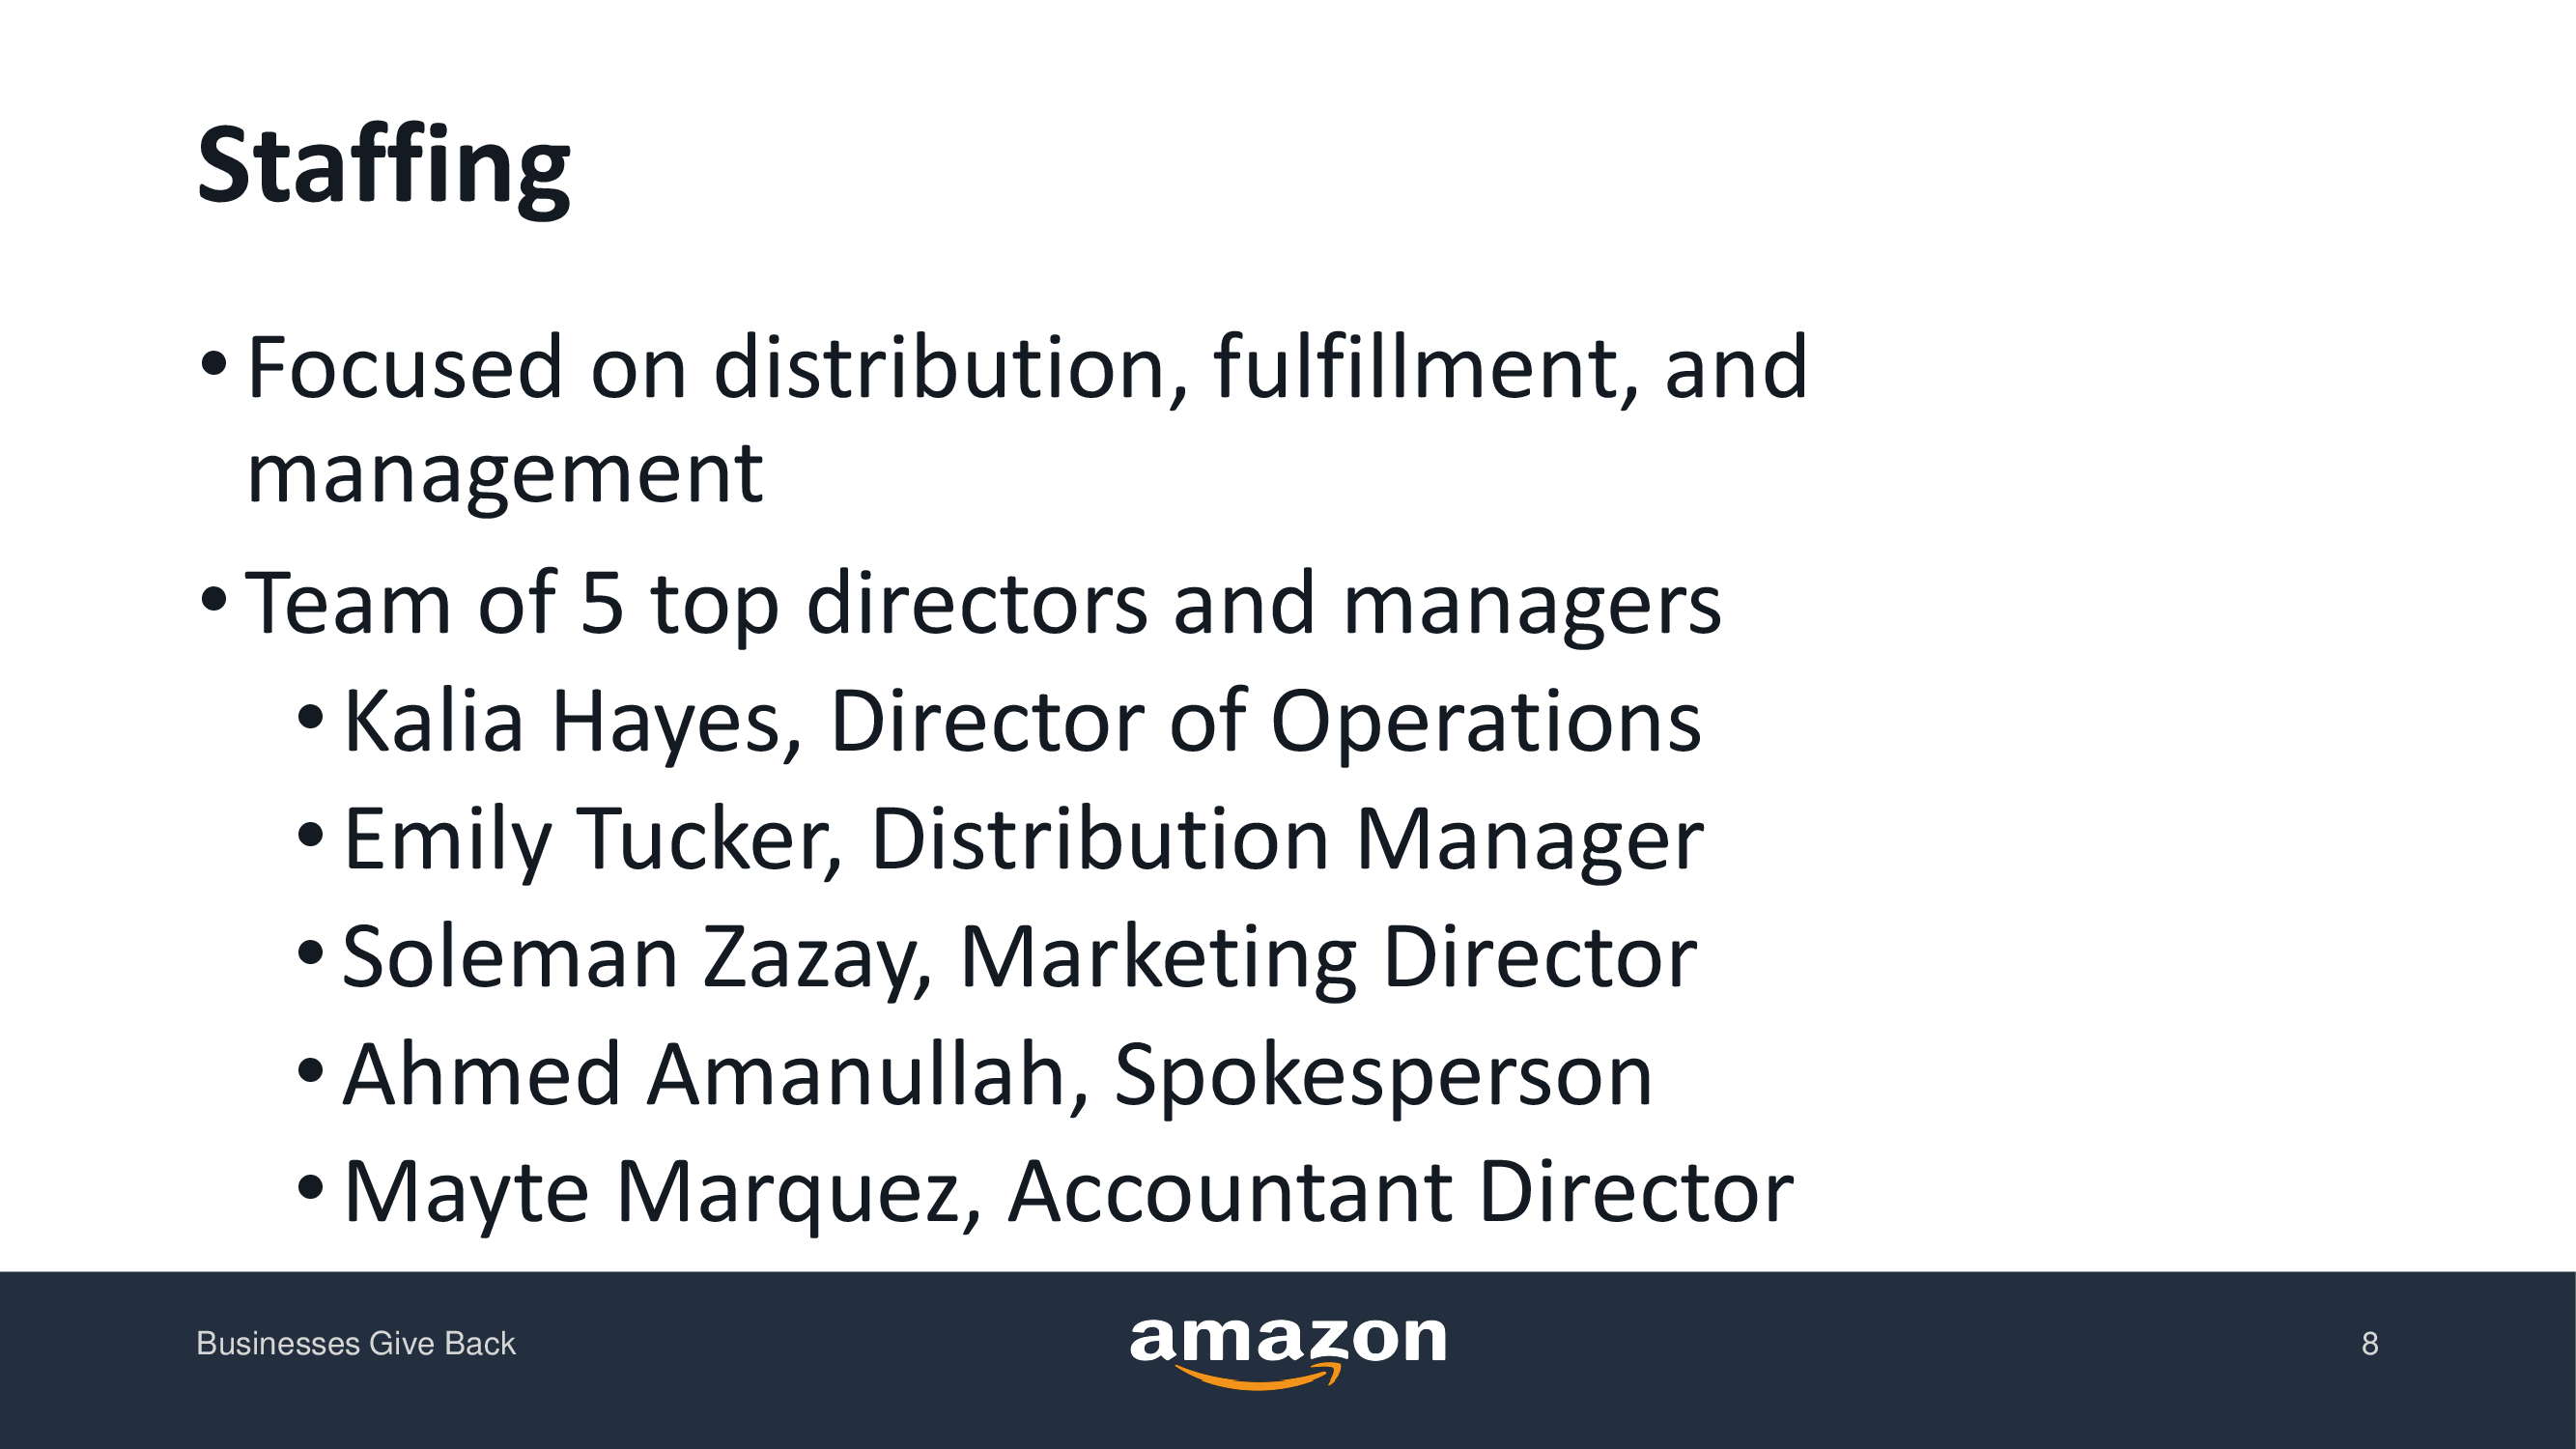 Staffing
• Focused on distribution, fulfillment, and
management
• Team of 5 top directors and managers
• Kalia Hayes, Director of Operations
• Emily Tucker, Distribution Manager
• Soleman Zazay, Marketing Director
• Ahmed Amanullah, Spokesperson
• Mayte Marquez, Accountant Director
Businesses Give Back
amazon
8